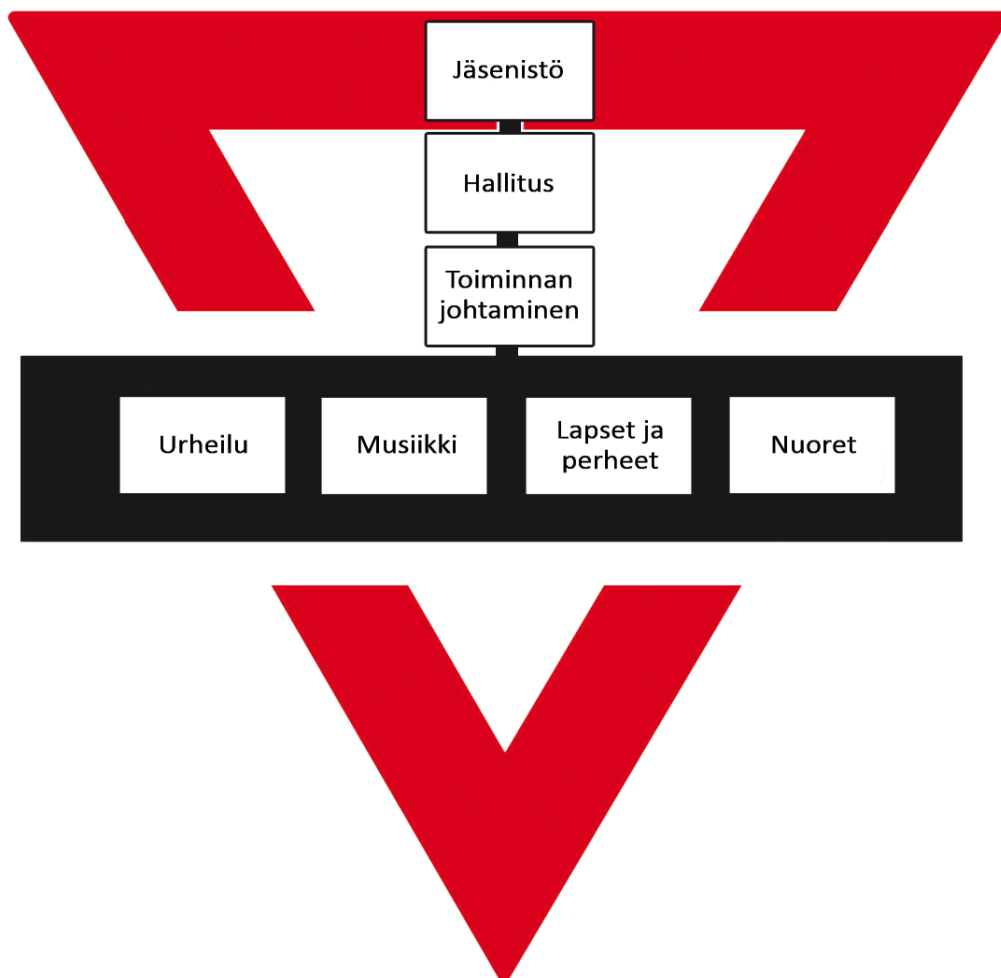 Jäsenistö
Hallitus
Toiminnan
johtaminen
Urheilu
Musiikki
Lapset ja
perheet
Nuoret